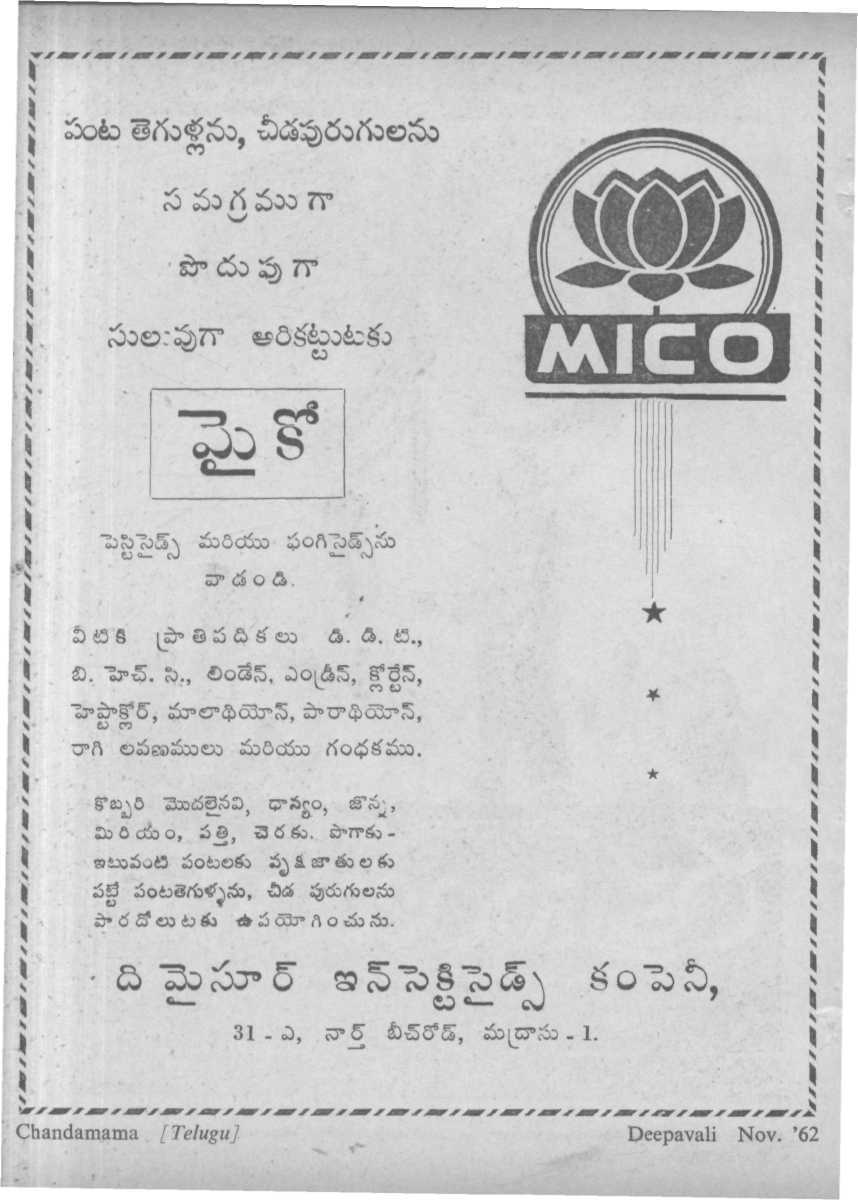 పంట తెగుళ్లను, చీడపురుగులను
సమగ్రముగా
పొదుపుగా
సులువుగా అరికట్టుటకు
మైకో
పెస్టిసైడ్స్ మరియు ఫంగిసైడ్స్‌ను
వాడండి.
వీటికి ప్రాతిపదికలు డి. డి. టి.,
బి. హెచ్. సి., లిండేన్, ఎండ్రీన్, క్లోర్డేన్,
హెప్టాక్లోర్, మాలాథియోన్, పారాథియోన్,
రాగి లవణములు మరియు గంధకము.
కొబ్బరి మొదలైనవి, ధాన్యం, జొన్న,
మిరియం, పత్తి, చెరకు. పొగాకు -
ఇటువంటి పంటలకు వృక్షజాతులకు
పట్టే పంటతెగుళ్ళను, చీడ పురుగులను
పారదోలుటకు ఉపయోగించును.
MICO
ది మైసూర్ ఇన్‌సెక్టిసైడ్స్ కంపెనీ,
31 - ఎ, నార్త్ బీచ్‌రోడ్, మద్రాసు - 1.
Chandamama [Telugu]
Deepavali Nov. '62